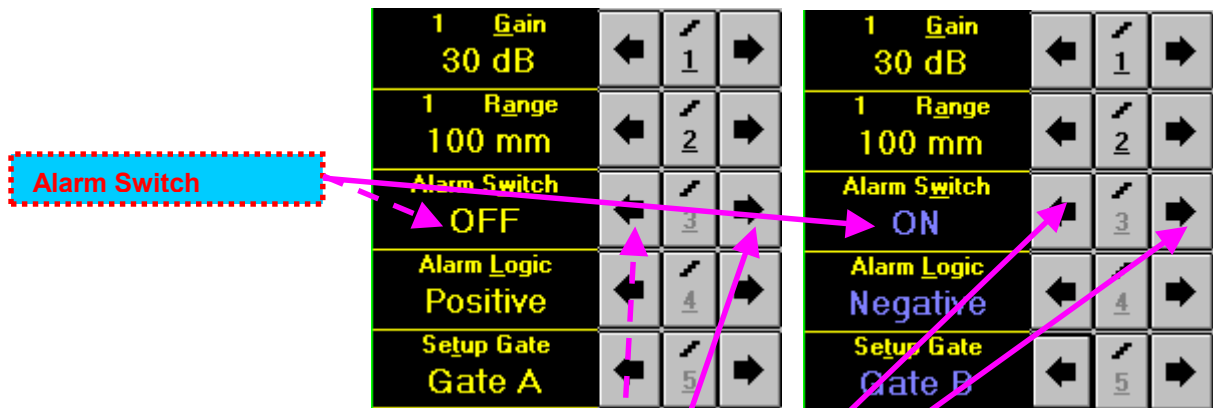 Alarm Switch
1 Gain
30 dB
1
1 Range
100 mm
2
Alarm Switch
OFF
3
Alarm Logic
Positive
4
Setup Gate
Gate A
5
1 Gain
30 dB
1
1 Range
100 mm
2
Alarm Switch
ON
3
Alarm Logic
Negative
4
Setup Gate
Gate B
5